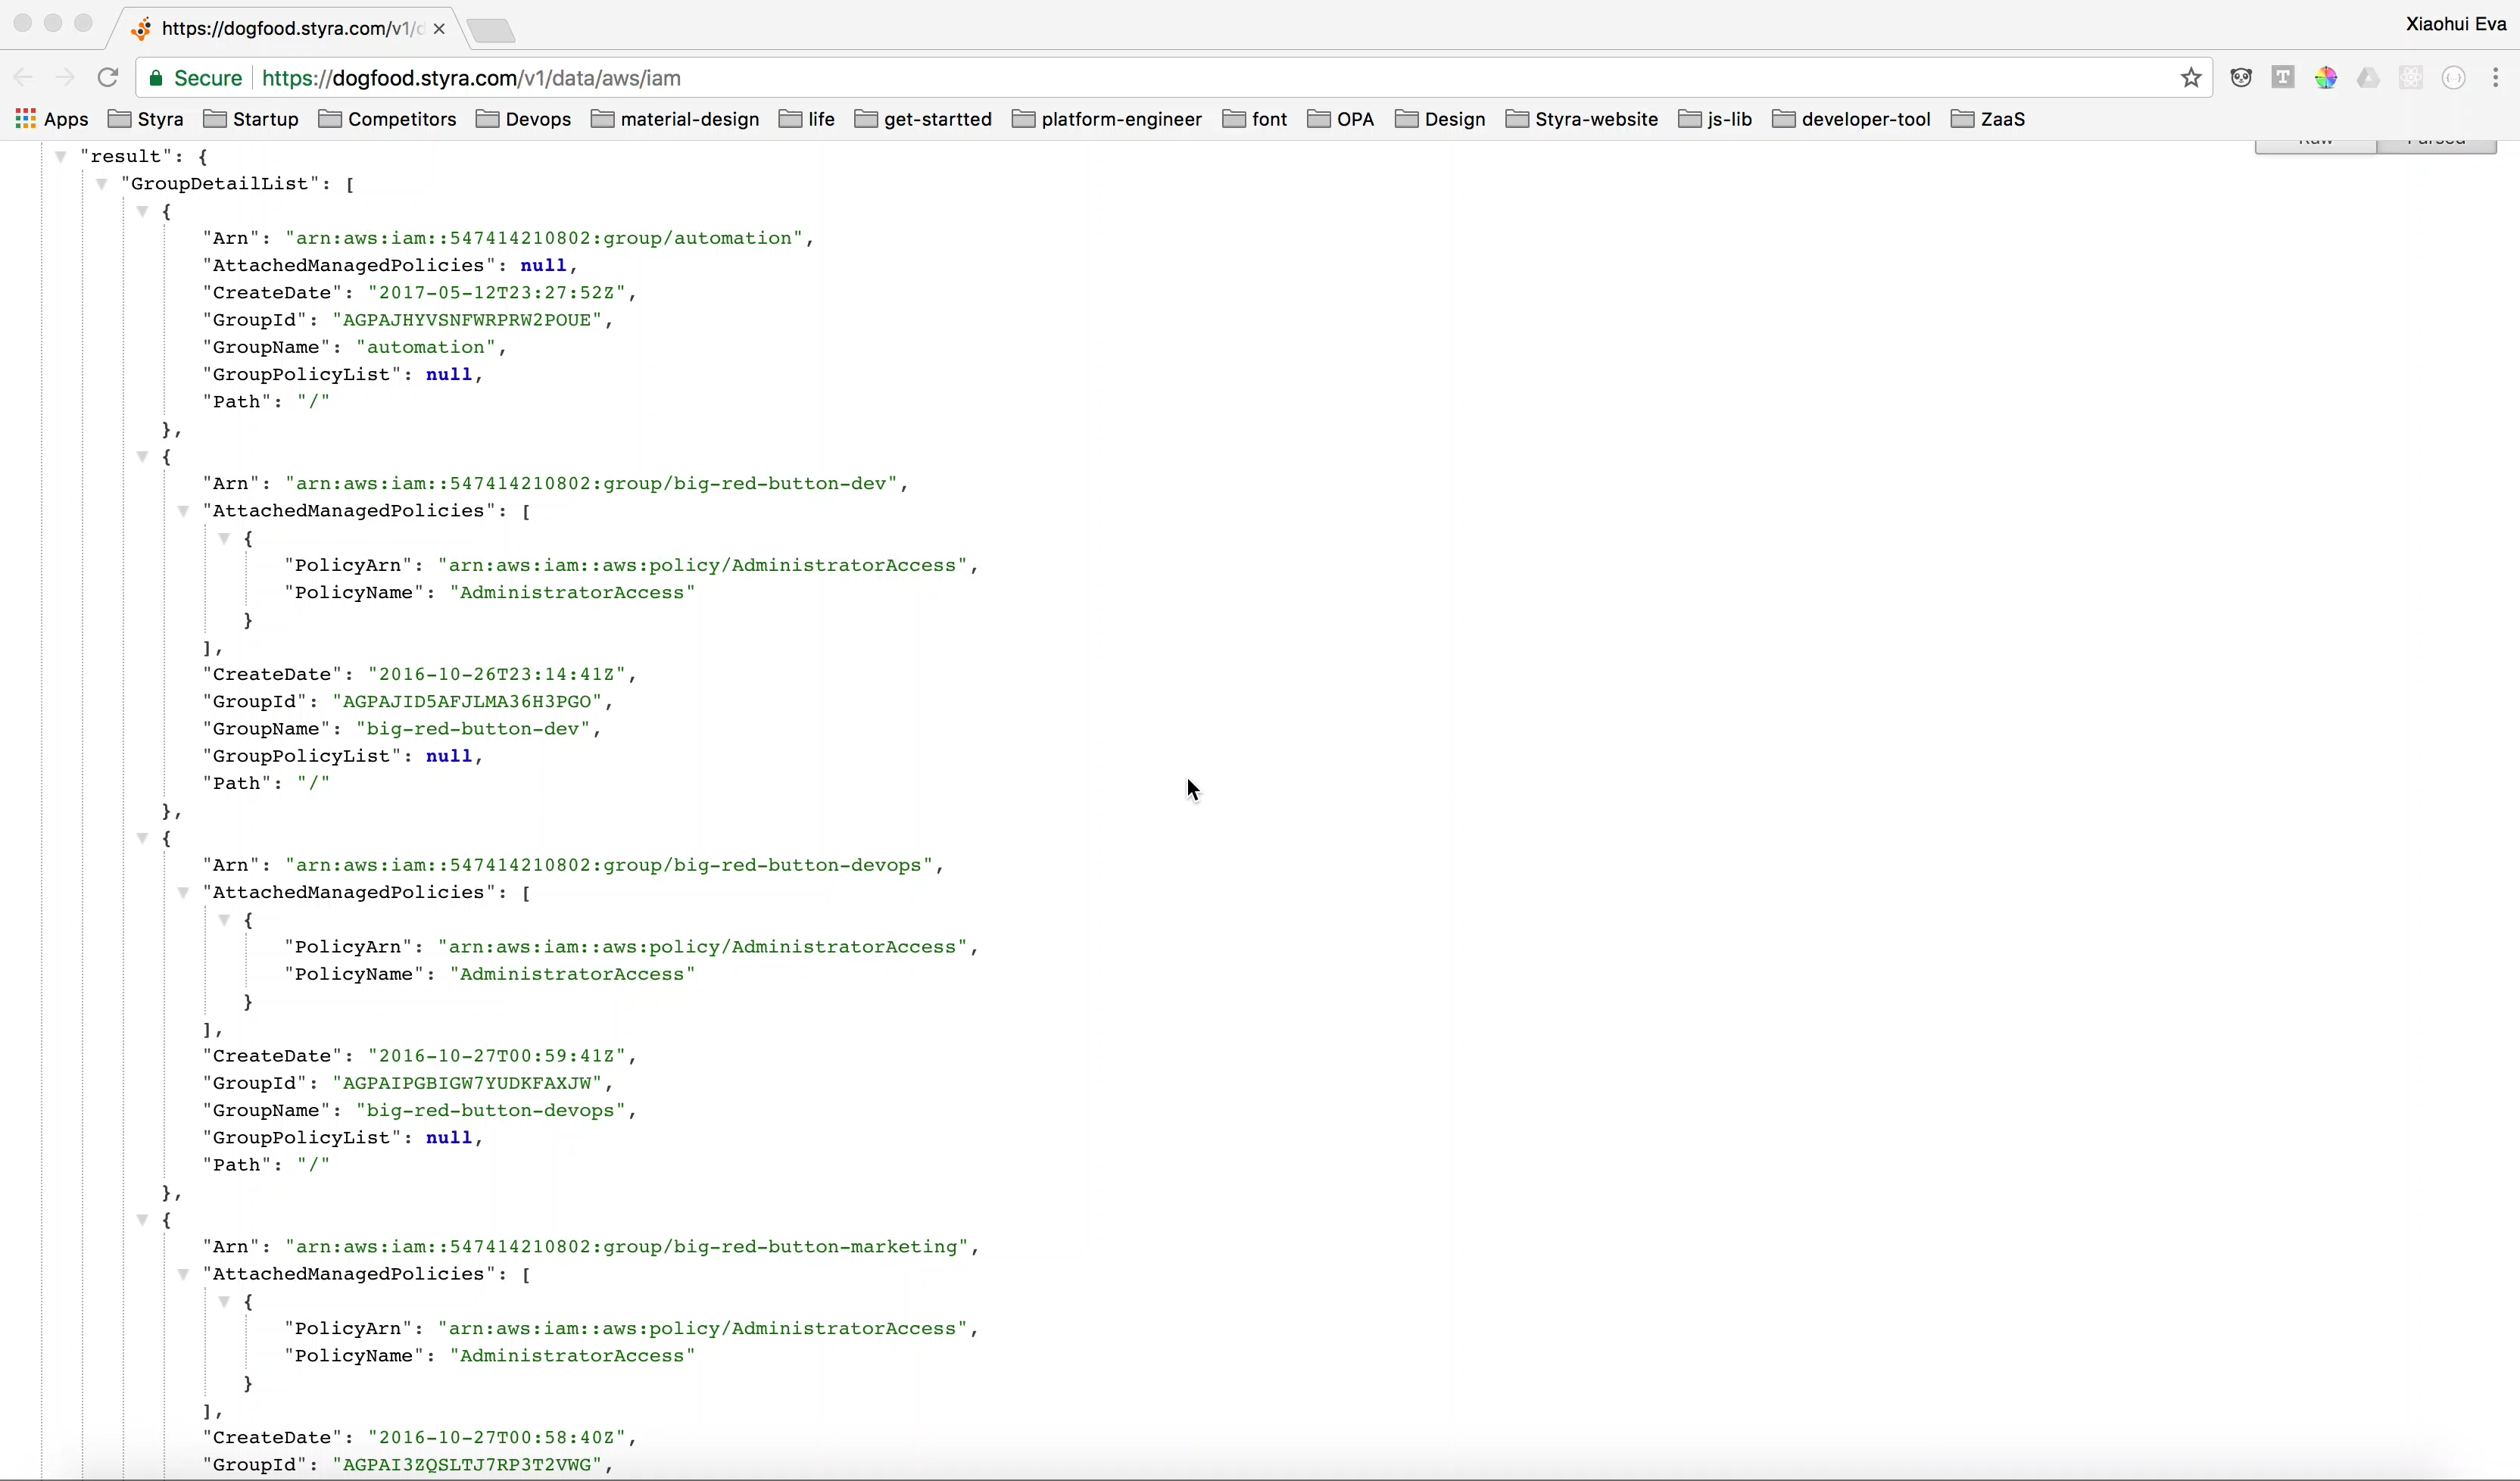 https://dogfood.styra.com/v1/d
Xiaohui Eva
Secure https://dogfood.styra.com/v1/data/aws/iam
Apps Styra Startup Competitors Devops material-design life get-startted platform-engineer font OPA Design Styra-website js-lib developer-tool ZaaS
Raw Parsed
"result": {
"GroupDetailList": [
{
"Arn": "arn:aws:iam::547414210802:group/automation",
"AttachedManagedPolicies": null,
"CreateDate": "2017-05-12T23:27:52Z",
"GroupId": "AGPAJHYVSNFWRPRW2POUE",
"GroupName": "automation",
"GroupPolicyList": null,
"Path": "/"
},
{
"Arn": "arn:aws:iam::547414210802:group/big-red-button-dev",
"AttachedManagedPolicies": [
{
"PolicyArn": "arn:aws:iam::aws:policy/AdministratorAccess",
"PolicyName": "AdministratorAccess"
}
],
"CreateDate": "2016-10-26T23:14:41Z",
"GroupId": "AGPAJID5AFJLMA36H3PGO",
"GroupName": "big-red-button-dev",
"GroupPolicyList": null,
"Path": "/"
},
{
"Arn": "arn:aws:iam::547414210802:group/big-red-button-devops",
"AttachedManagedPolicies": [
{
"PolicyArn": "arn:aws:iam::aws:policy/AdministratorAccess",
"PolicyName": "AdministratorAccess"
}
],
"CreateDate": "2016-10-27T00:59:41Z",
"GroupId": "AGPAIPGBIGW7YUDKFAXJW",
"GroupName": "big-red-button-devops",
"GroupPolicyList": null,
"Path": "/"
},
{
"Arn": "arn:aws:iam::547414210802:group/big-red-button-marketing",
"AttachedManagedPolicies": [
{
"PolicyArn": "arn:aws:iam::aws:policy/AdministratorAccess",
"PolicyName": "AdministratorAccess"
}
],
"CreateDate": "2016-10-27T00:58:40Z",
"GroupId": "AGPAI3ZQSLTJ7RP3T2VWG",